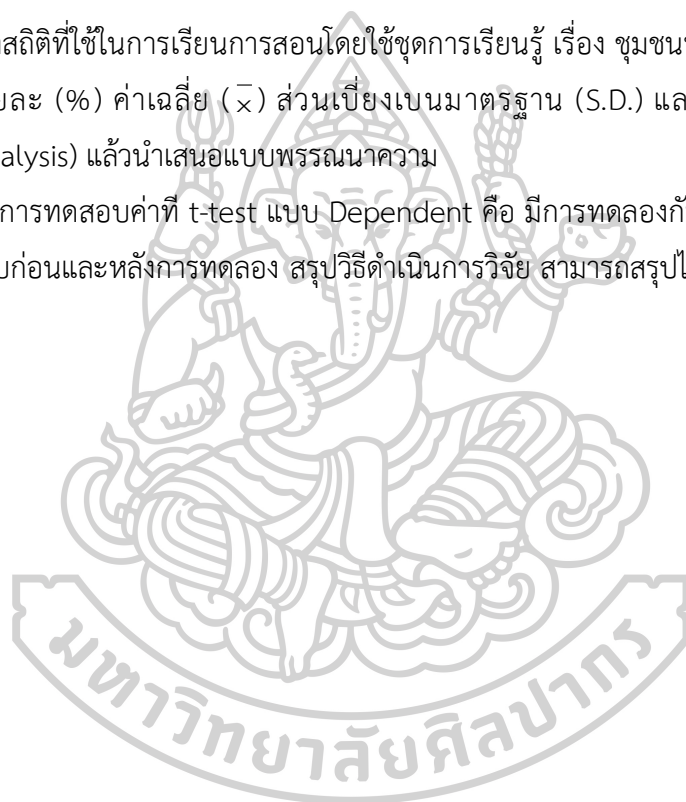 สถิติที่ใช้ในการเรียนการสอนโดยใช้ชุดการเรียนรู้ เรื่อง ชุมชน
ละ (%) ค่าเฉลี่ย (x̄) ส่วนเบี่ยงเบนมาตรฐาน (S.D.) และ
alysis) แล้วนำเสนอแบบพรรณนาความ
การทดสอบค่าที t-test แบบ Dependent คือ มีการทดลองกั
บก่อนและหลังการทดลอง สรุปวิธีดำเนินการวิจัย สามารถสรุปไ
มหาวิทยาลัยศิลปากร